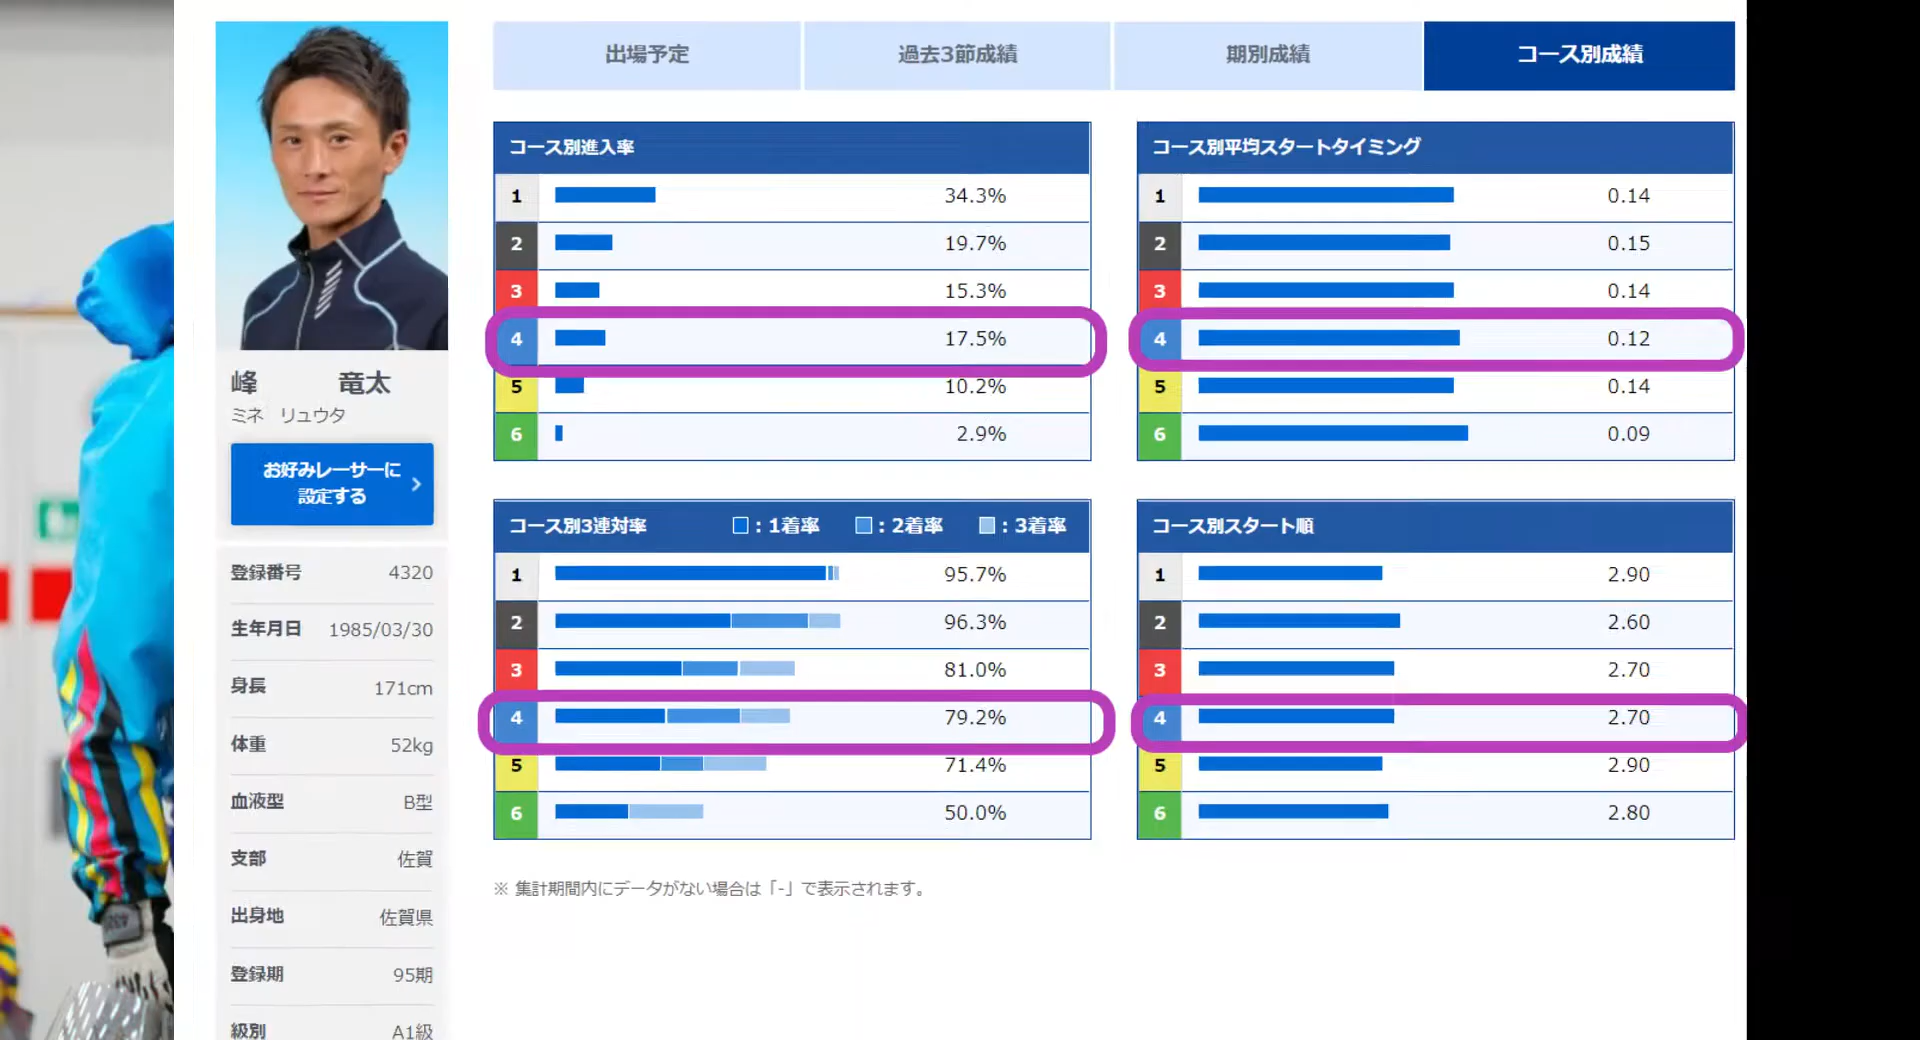 出場予定
過去3節成績
期別成績
コース別成績
峰 竜太
ミネ リュウタ
お好みレーサーに
設定する
登録番号 4320
生年月日 1985/03/30
身長 171cm
体重 52kg
血液型 B型
支部 佐賀
出身地 佐賀県
登録期 95期
級別 A1級
コース別進入率
1 34.3%
2 19.7%
3 15.3%
4 17.5%
5 10.2%
6 2.9%
コース別平均スタートタイミング
1 0.14
2 0.15
3 0.14
4 0.12
5 0.14
6 0.09
コース別3連対率 ：1着率 ：2着率 ：3着率
1 95.7%
2 96.3%
3 81.0%
4 79.2%
5 71.4%
6 50.0%
コース別スタート順
1 2.90
2 2.60
3 2.70
4 2.70
5 2.90
6 2.80
※ 集計期間内にデータがない場合は「-」で表示されます。